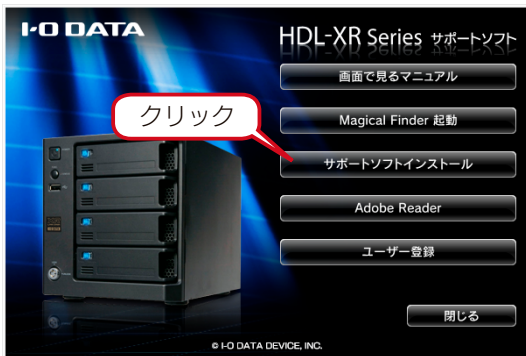 I-O DATA
HDL-XR Series サポートソフト
画面で見るマニュアル
クリック
Magical Finder 起動
サポートソフトインストール
Adobe Reader
ユーザー登録
閉じる
© I-O DATA DEVICE, INC.